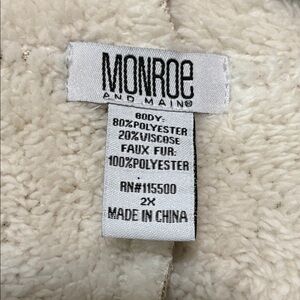 MONROe
AND MAIN®
BODY:
80%POLYESTER
20%VISCOSE
FAUX FUR:
100%POLYESTER
RN#115500
2X
MADE IN CHINA